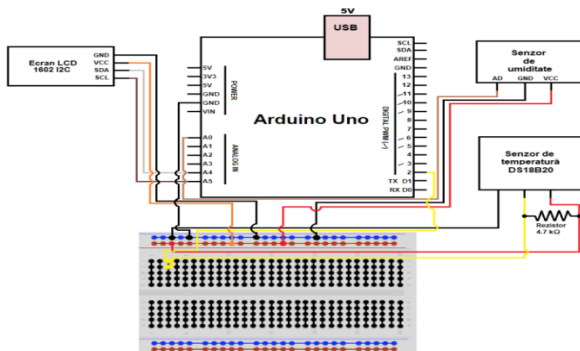 5V
USB
Ecran LCD
1602 I2C
GND
VCC
SDA
SCL
5V
3V3
5V
GND
GND
VIN
POWER
A0
A1
A2
A3
A4
A5
ANALOG IN
Arduino Uno
SCL
SDA
AREF
GND
13
12
11
10
9
8
7
6
5
4
3
2
TX D1
RX D0
DIGITAL PWM (~)
Senzor
de
umiditate
AD GND VCC
Senzor de
temperatură
DS18B20
Rezistor
4.7 kΩ